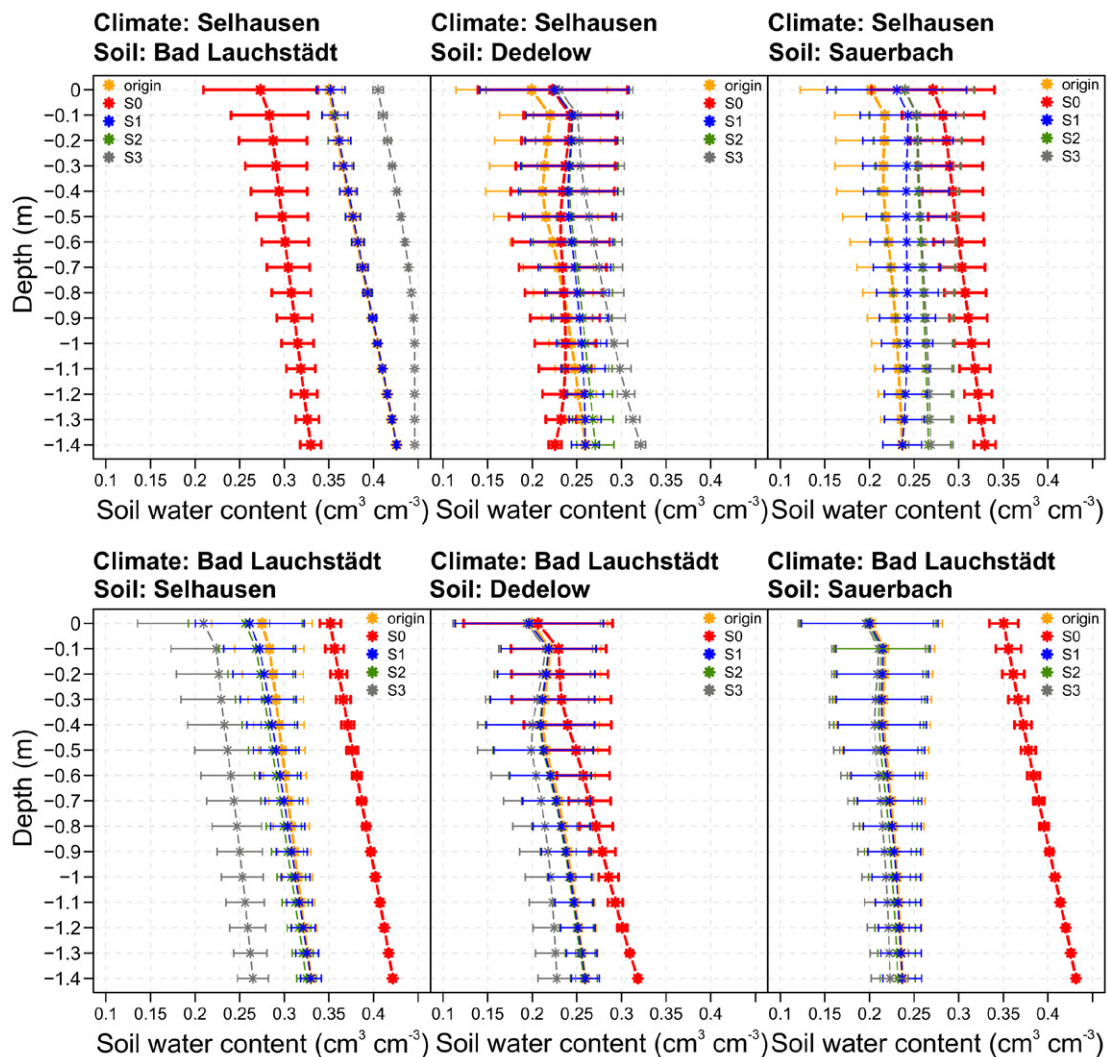 Climate: Selhausen
Soil: Bad Lauchstädt
Climate: Selhausen
Soil: Dedelow
Climate: Selhausen
Soil: Sauerbach
Depth (m)
0
−0.1
−0.2
−0.3
−0.4
−0.5
−0.6
−0.7
−0.8
−0.9
−1
−1.1
−1.2
−1.3
−1.4
origin
S0
S1
S2
S3
origin
S0
S1
S2
S3
origin
S0
S1
S2
S3
0.1 0.15 0.2 0.25 0.3 0.35 0.4
0.1 0.15 0.2 0.25 0.3 0.35 0.4
0.1 0.15 0.2 0.25 0.3 0.35 0.4
Soil water content (cm³ cm⁻³)
Soil water content (cm³ cm⁻³)
Soil water content (cm³ cm⁻³)
Climate: Bad Lauchstädt
Soil: Selhausen
Climate: Bad Lauchstädt
Soil: Dedelow
Climate: Bad Lauchstädt
Soil: Sauerbach
Depth (m)
0
−0.1
−0.2
−0.3
−0.4
−0.5
−0.6
−0.7
−0.8
−0.9
−1
−1.1
−1.2
−1.3
−1.4
origin
S0
S1
S2
S3
origin
S0
S1
S2
S3
origin
S0
S1
S2
S3
0.1 0.15 0.2 0.25 0.3 0.35 0.4
0.1 0.15 0.2 0.25 0.3 0.35 0.4
0.1 0.15 0.2 0.25 0.3 0.35 0.4
Soil water content (cm³ cm⁻³)
Soil water content (cm³ cm⁻³)
Soil water content (cm³ cm⁻³)